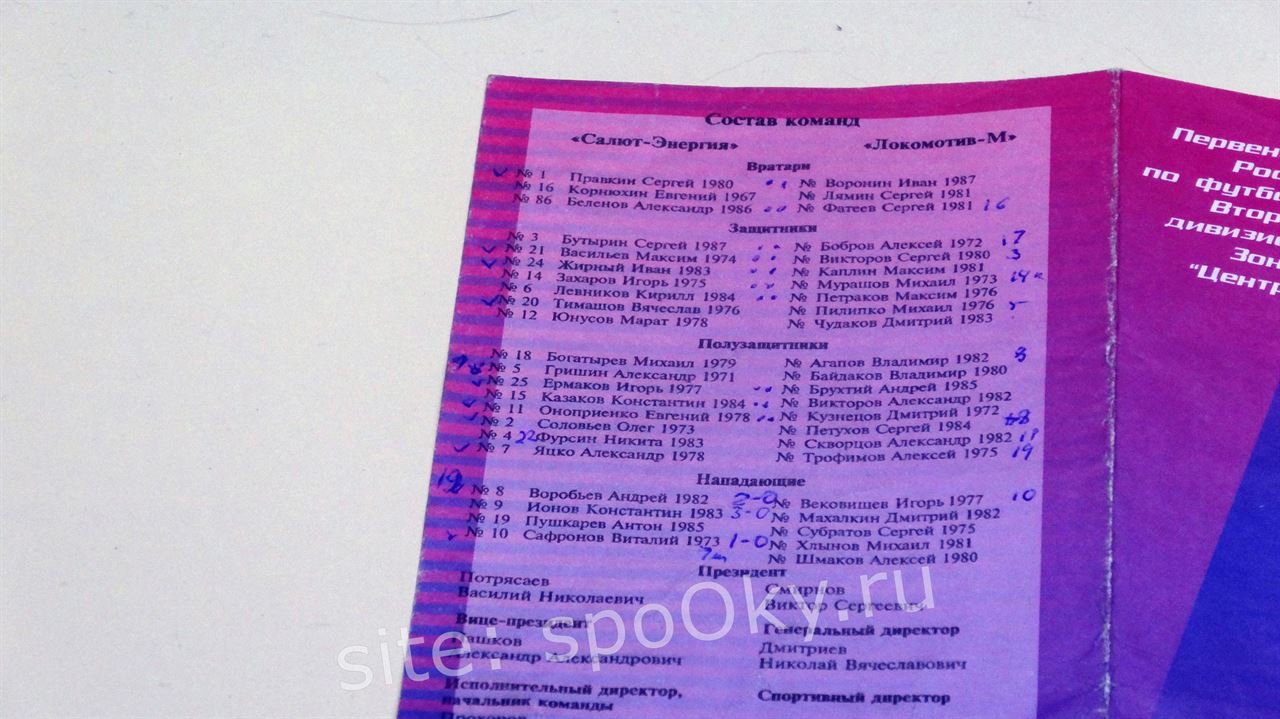 Состав команд
«Салют-Энергия» «Локомотив-М»
Вратари
№ 1 Правкин Сергей 1980 № Воронин Иван 1987
№ 16 Корнюхин Евгений 1967 № Лямин Сергей 1981
№ 86 Беленов Александр 1986 № Фатеев Сергей 1981 16
Защитники
№ 3 Бутырин Сергей 1987 № Бобров Алексей 1972 17
№ 21 Васильев Максим 1974 № Викторов Сергей 1980 3
№ 24 Жирный Иван 1983 № Каплин Максим 1981
№ 14 Захаров Игорь 1975 № Мурашов Михаил 1973 14
№ 6 Левников Кирилл 1984 № Петраков Максим 1976
№ 20 Тимашов Вячеслав 1976 № Пилипко Михаил 1976
№ 12 Юнусов Марат 1978 № Чудаков Дмитрий 1983
Полузащитники
№ 18 Богатырев Михаил 1979 № Агапов Владимир 1982 8
№ 5 Гришин Александр 1971 № Байдаков Владимир 1980
№ 25 Ермаков Игорь 1977 № Брухтий Андрей 1985
№ 15 Казаков Константин 1984 № Викторов Александр 1982
№ 11 Оноприенко Евгений 1978 № Кузнецов Дмитрий 1972
№ 2 Соловьев Олег 1973 № Петухов Сергей 1984
№ 4 22 Фурсин Никита 1983 № Скворцов Александр 1982
№ 7 Яцко Александр 1978 № Трофимов Алексей 1975 19
Нападающие
№ 8 Воробьев Андрей 1982 2-0 № Вековищев Игорь 1977 10
№ 9 Ионов Константин 1983 3-0 № Махалкин Дмитрий 1982
№ 19 Пушкарев Антон 1985 № Субратов Сергей 1975
№ 10 Сафронов Виталий 1973 1-0 № Хлынов Михаил 1981
№ Шмаков Алексей 1980
Президент
Потрясаев Смирнов
Василий Николаевич Виктор Сергеевич
Вице-президент Генеральный директор
Пашков Дмитриев
Александр Александрович Николай Вячеславович
Исполнительный директор, Спортивный директор
начальник команды
Прохоров
Первен
Рос
по футбо
Втор
дивизи
Зон
"Центр
site: spoOky.ru